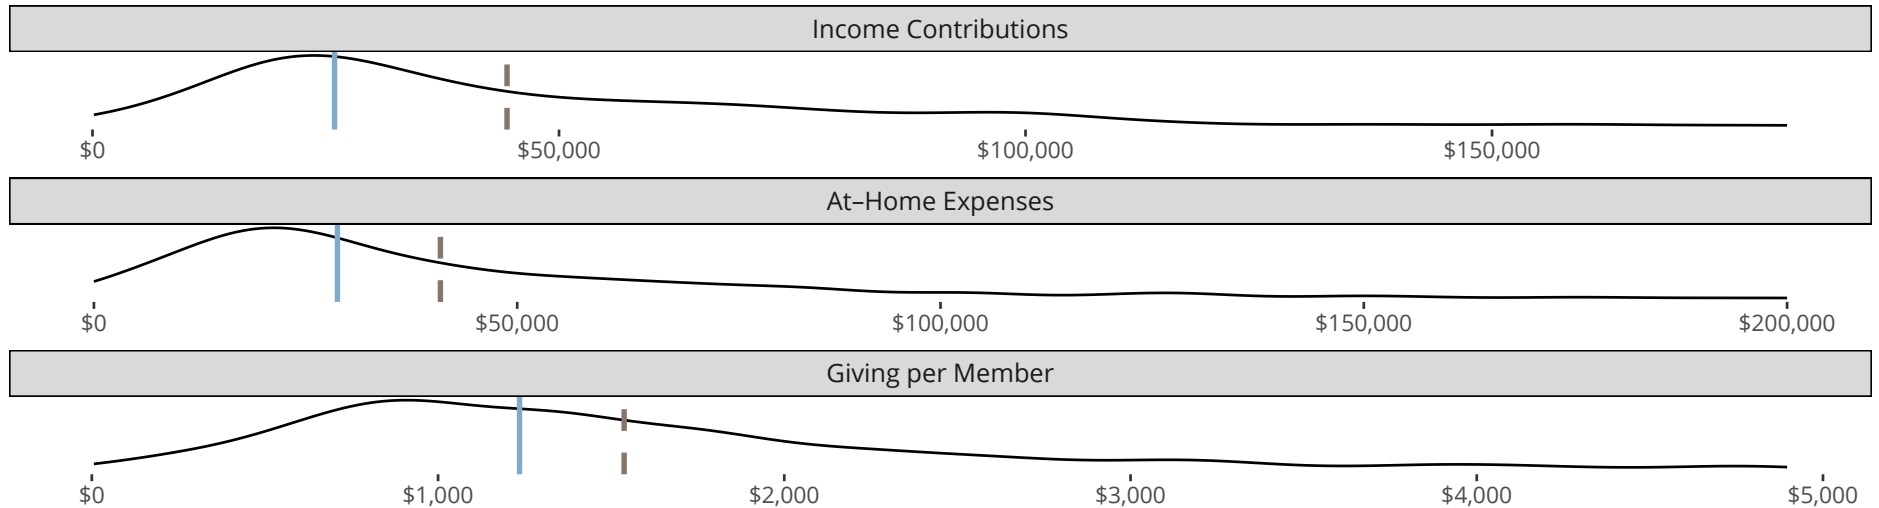 Income Contributions
$0 $50,000 $100,000 $150,000
At–Home Expenses
$0 $50,000 $100,000 $150,000 $200,000
Giving per Member
$0 $1,000 $2,000 $3,000 $4,000 $5,000